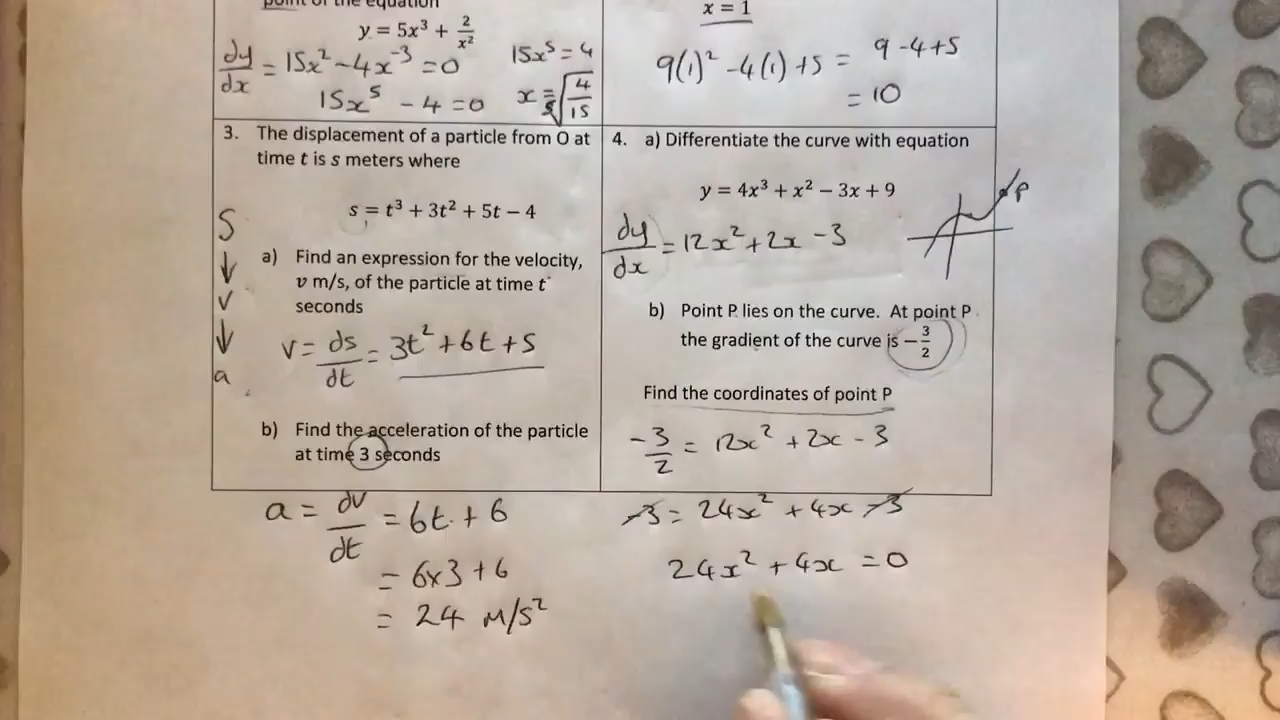 point of the equation
y = 5x³ + 2/x²
dy/dx = 15x² - 4x⁻³ = 0
15x⁵ - 4 = 0
15x⁵ = 4
x = ⁵√(4/15)
x = 1
9(1)² - 4(1) + 5 = 9 - 4 + 5
= 10
3. The displacement of a particle from O at
time t is s meters where
s = t³ + 3t² + 5t − 4
S
↓
v
↓
a
a) Find an expression for the velocity,
v m/s, of the particle at time t
seconds
v = ds/dt = 3t² + 6t + 5
b) Find the acceleration of the particle
at time 3 seconds
a = dv/dt = 6t + 6
= 6x3 + 6
= 24 m/s²
4. a) Differentiate the curve with equation
y = 4x³ + x² − 3x + 9
P
dy/dx = 12x² + 2x - 3
b) Point P lies on the curve. At point P
the gradient of the curve is −3/2
Find the coordinates of point P
-3/2 = 12x² + 2x - 3
-3 = 24x² + 4x - 3
24x² + 4x = 0